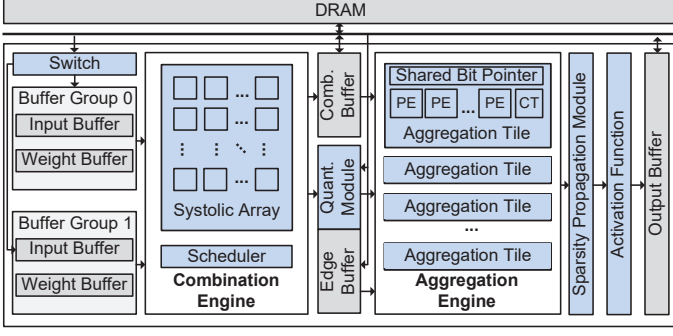 DRAM
Switch
Buffer Group 0
Input Buffer
Weight Buffer
Buffer Group 1
Input Buffer
Weight Buffer
...
...
...
Systolic Array
Scheduler
Combination
Engine
Comb.
Buffer
Quant.
Module
Edge
Buffer
Shared Bit Pointer
PE PE ... PE CT
Aggregation Tile
Aggregation Tile
Aggregation Tile
...
Aggregation Tile
Aggregation
Engine
Sparsity Propagation Module
Activation Function
Output Buffer